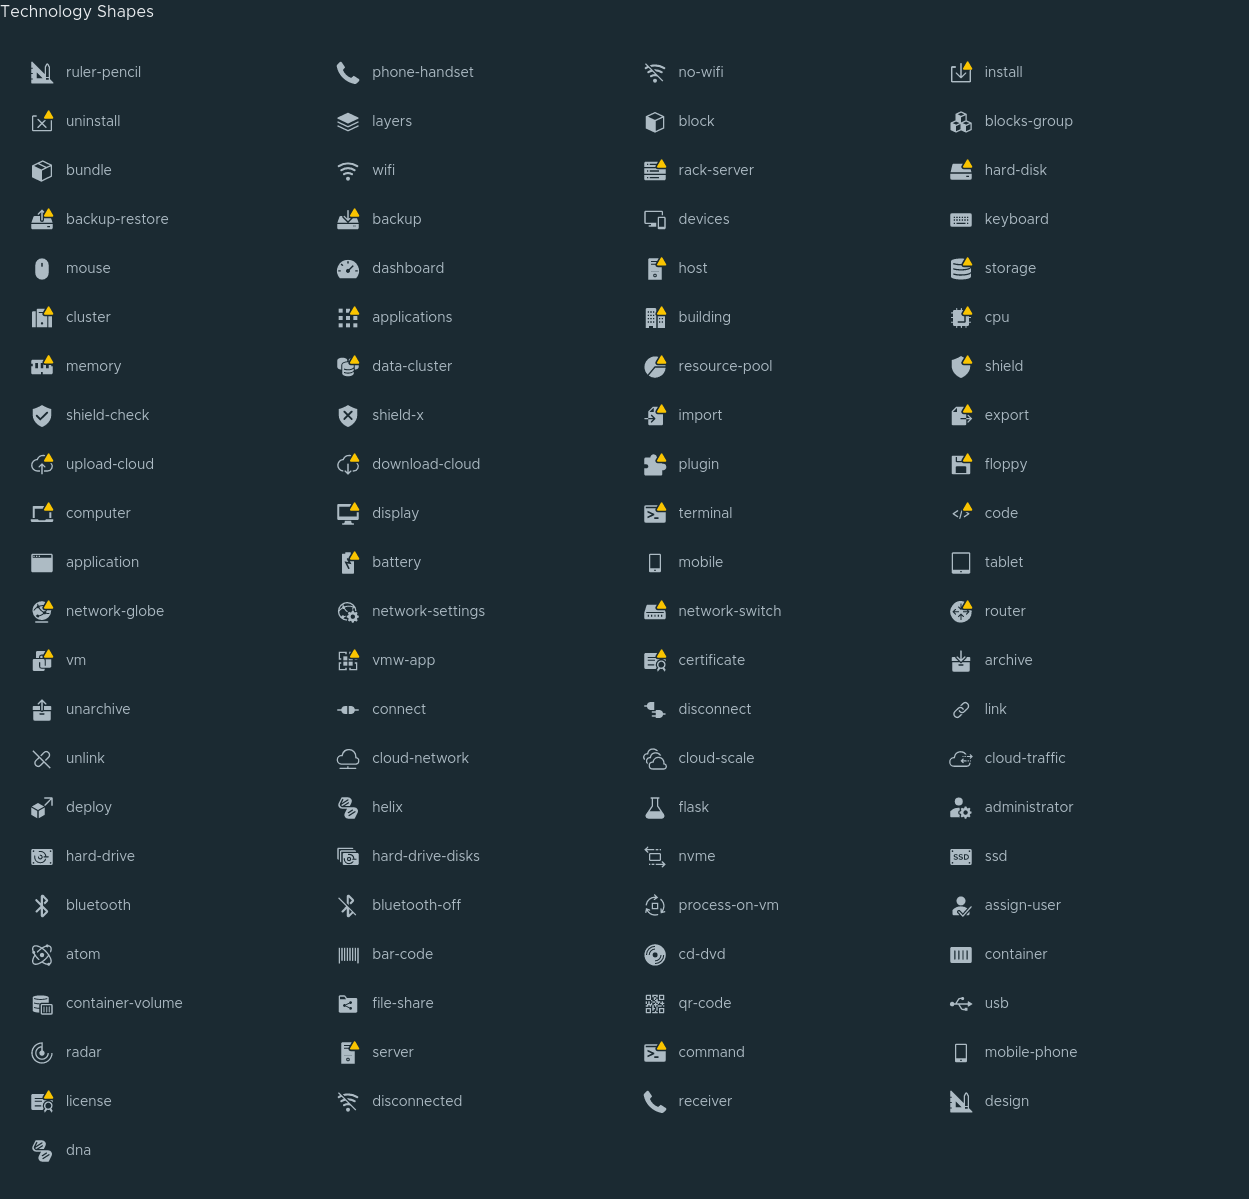 Technology Shapes
ruler-pencil phone-handset no-wifi install
uninstall layers block blocks-group
bundle wifi rack-server hard-disk
backup-restore backup devices keyboard
mouse dashboard host storage
cluster applications building cpu
memory data-cluster resource-pool shield
shield-check shield-x import export
upload-cloud download-cloud plugin floppy
computer display terminal code
application battery mobile tablet
network-globe network-settings network-switch router
vm vmw-app certificate archive
unarchive connect disconnect link
unlink cloud-network cloud-scale cloud-traffic
deploy helix flask administrator
hard-drive hard-drive-disks nvme SSD ssd
bluetooth bluetooth-off process-on-vm assign-user
atom bar-code cd-dvd container
container-volume file-share qr-code usb
radar server command mobile-phone
license disconnected receiver design
dna